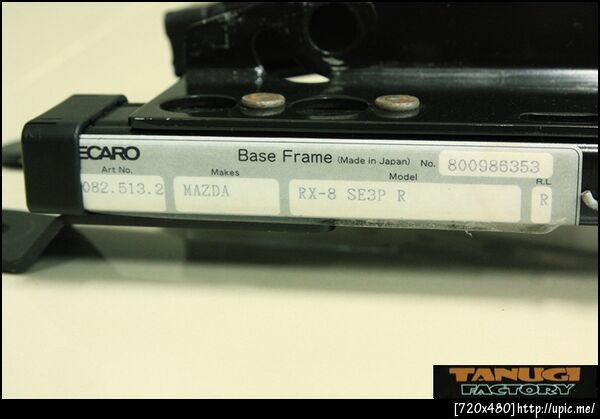 ECARO Base Frame (Made in Japan) No. 800986353
Art No. Makes Model R.L
082.513.2 MAZDA RX-8 SE3P R R
TANUGI
FACTORY
[720x480]http://upic.me/